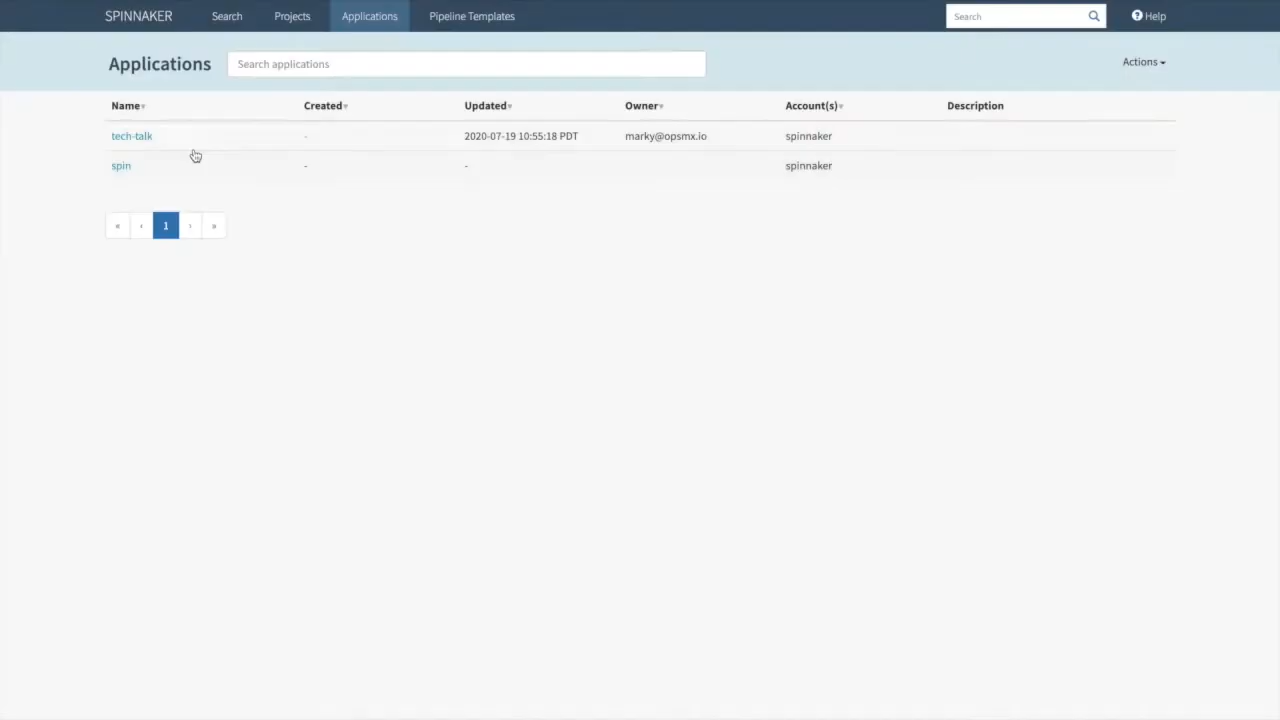 SPINNAKER Search Projects Applications Pipeline Templates Search Help
Applications Search applications Actions
Name Created Updated Owner Account(s) Description
tech-talk - 2020-07-19 10:55:18 PDT marky@opsmx.io spinnaker
spin - - spinnaker
« ‹ 1 › »